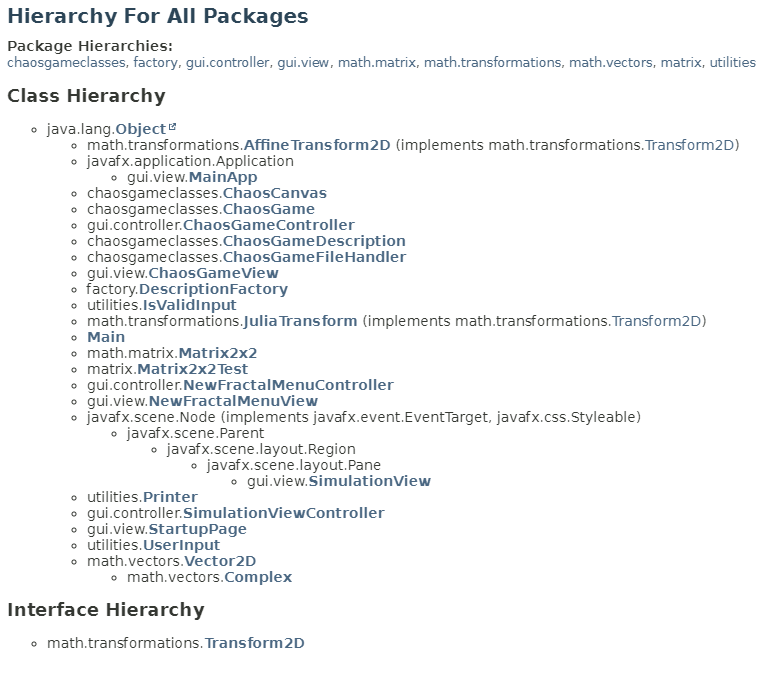 Hierarchy For All Packages
Package Hierarchies:
chaosgameclasses, factory, gui.controller, gui.view, math.matrix, math.transformations, math.vectors, matrix, utilities
Class Hierarchy
java.lang.Object
math.transformations.AffineTransform2D (implements math.transformations.Transform2D)
javafx.application.Application
gui.view.MainApp
chaosgameclasses.ChaosCanvas
chaosgameclasses.ChaosGame
gui.controller.ChaosGameController
chaosgameclasses.ChaosGameDescription
chaosgameclasses.ChaosGameFileHandler
gui.view.ChaosGameView
factory.DescriptionFactory
utilities.IsValidInput
math.transformations.JuliaTransform (implements math.transformations.Transform2D)
Main
math.matrix.Matrix2x2
matrix.Matrix2x2Test
gui.controller.NewFractalMenuController
gui.view.NewFractalMenuView
javafx.scene.Node (implements javafx.event.EventTarget, javafx.css.Styleable)
javafx.scene.Parent
javafx.scene.layout.Region
javafx.scene.layout.Pane
gui.view.SimulationView
utilities.Printer
gui.controller.SimulationViewController
gui.view.StartupPage
utilities.UserInput
math.vectors.Vector2D
math.vectors.Complex
Interface Hierarchy
math.transformations.Transform2D